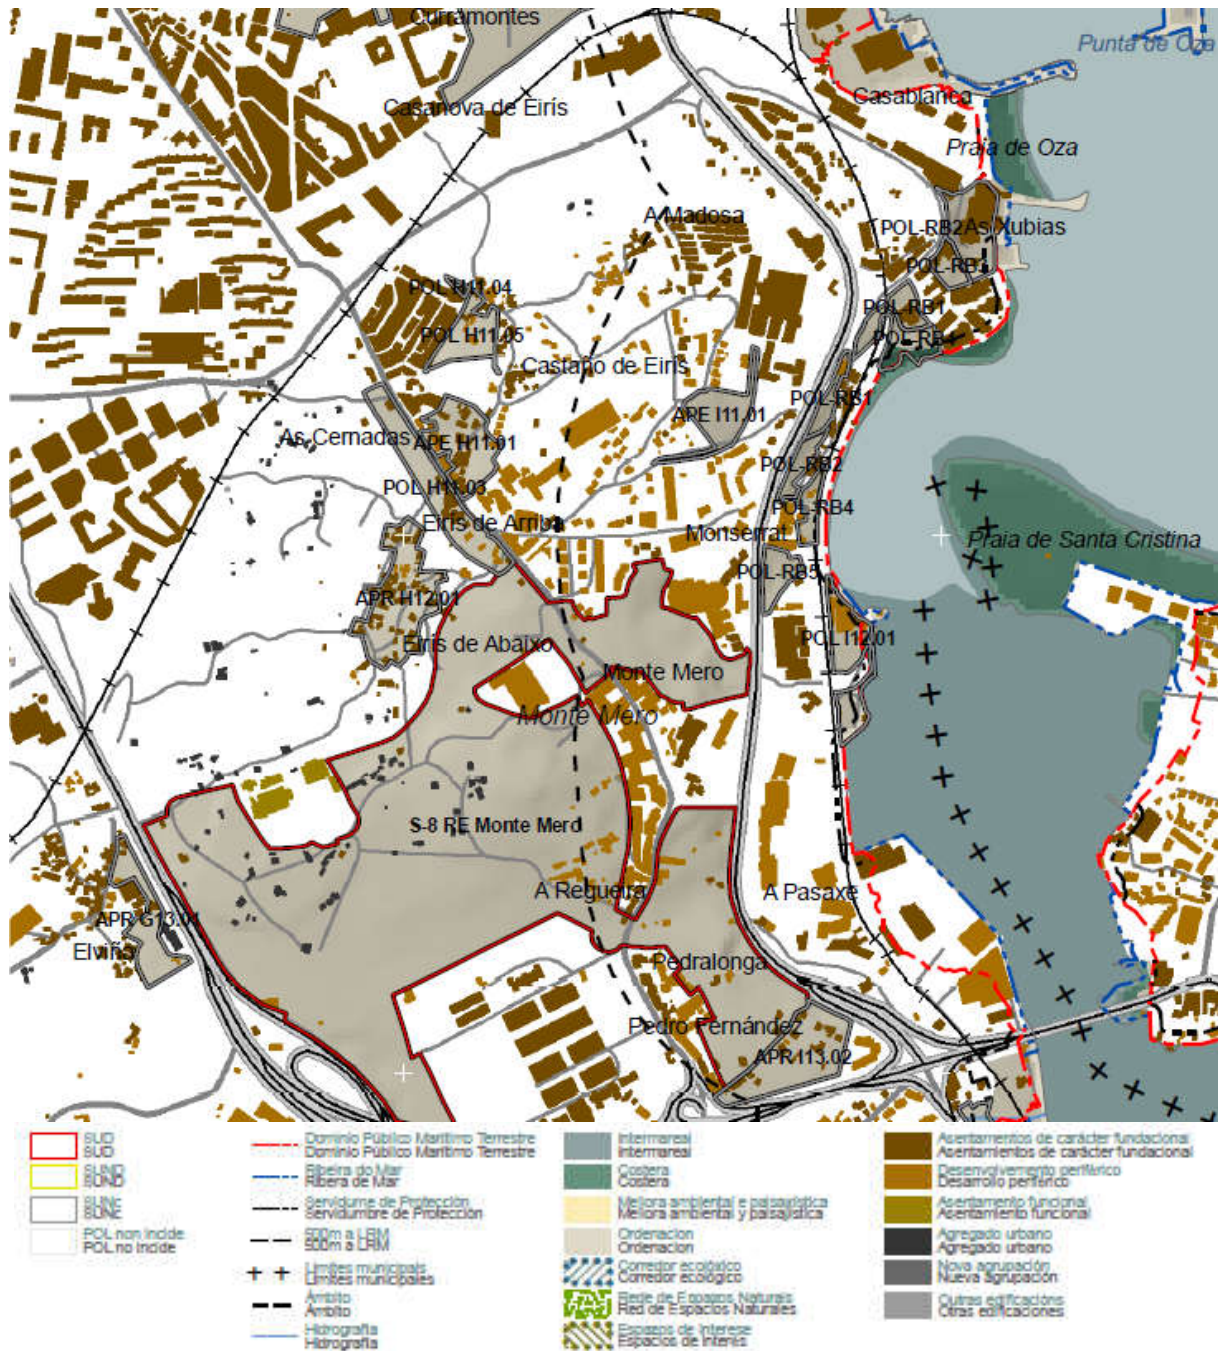 Curramontes
Punta de Oza
Casanova de Eirís
Casablanca
Praia de Oza
A Madosa
POL-RB2
As Xubias
POL-RB3
POL H11.04
POL-RB1
POL H11.05
POL-RB4
Castaño de Eirís
POL-RB1
APE I11.01
As Cernadas
APE H11.01
POL-RB2
POL H11.03
POL-RB4
Eirís de Arriba
Monserrat
Praia de Santa Cristina
POL-RB5
APR H12.01
Eirís de Abaixo
POL I12.01
Monte Mero
Monte Mero
S-8 RE Monte Mero
A Regueira
A Pasaxe
APR G13.01
Elviña
Pedralonga
Pedro Fernández
APR I13.02
SUD
SUD
SUND
SUND
SUNc
SUNc
POL non incide
POL no incide
Dominio Público Marítimo Terrestre
Dominio Público Marítimo Terrestre
Ribeira do Mar
Ribera de Mar
Servidume de Protección
Servidumbre de Protección
500m a LRM
500m a LRM
Límites municipais
Límites municipales
Ámbito
Ámbito
Hidrografía
Hidrografía
Intermareal
Intermareal
Costera
Costera
Mellora ambiental e paisaxística
Mellora ambiental y paisajística
Ordenacion
Ordenacion
Corredor ecolóxico
Corredor ecológico
Rede de Espazos Naturais
Red de Espacios Naturales
Espazos de Interese
Espacios de Interés
Asentamentos de carácter fundacional
Asentamientos de carácter fundacional
Desenvolvemento periférico
Desarrollo periférico
Asentamento funcional
Asentamiento funcional
Agregado urbano
Agregado urbano
Nova agrupación
Nueva agrupación
Outras edificacións
Otras edificaciones